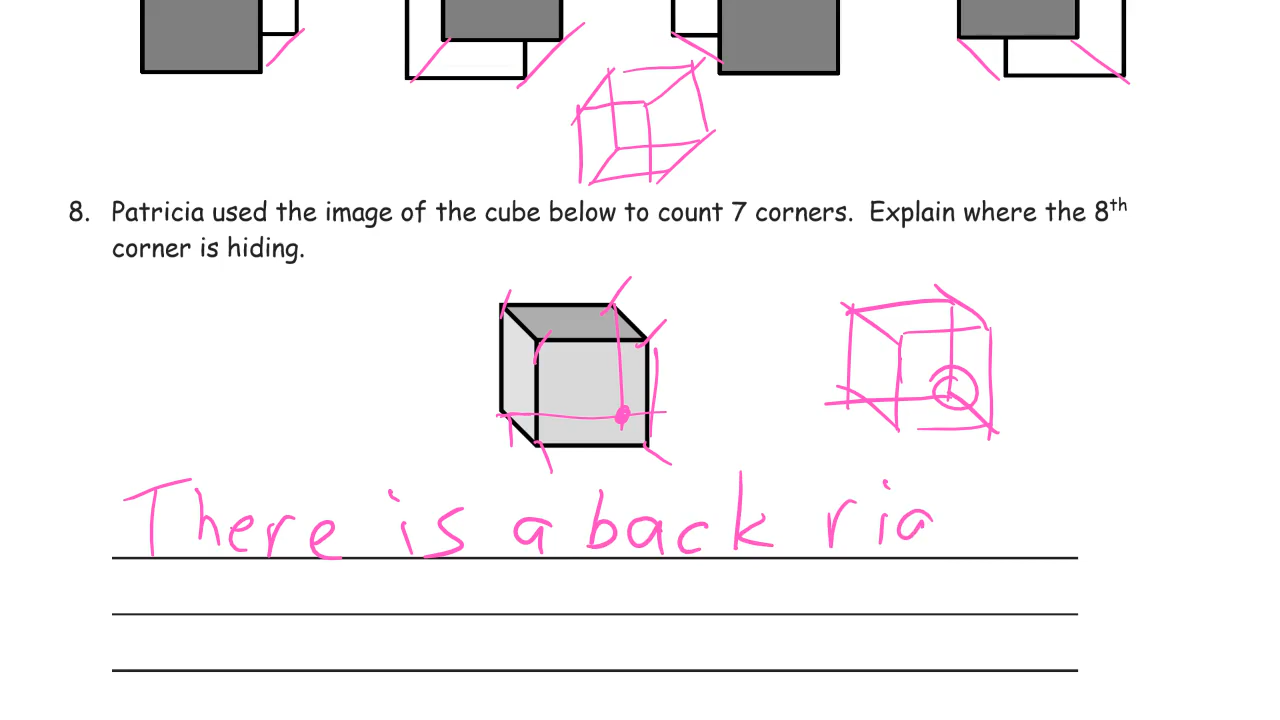 8. Patricia used the image of the cube below to count 7 corners. Explain where the 8th
corner is hiding.
There is a back ria